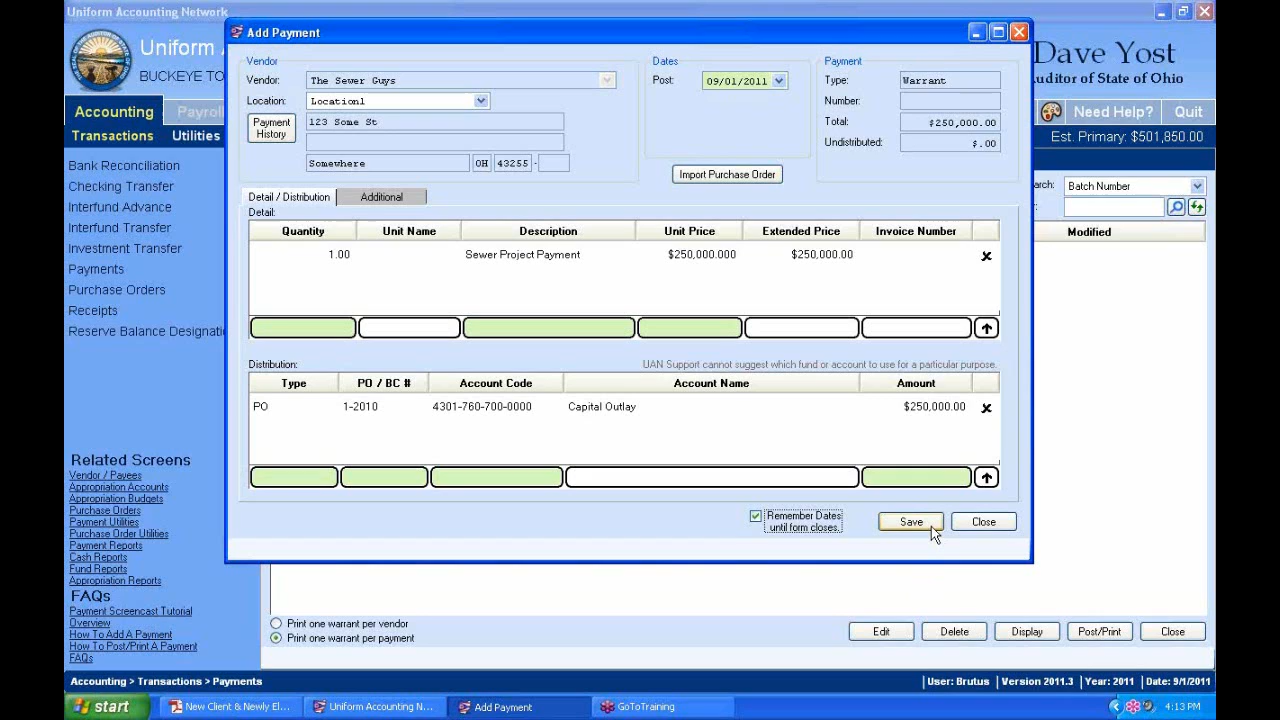 Uniform Accounting Network
Uniform
BUCKEYE TO
Dave Yost
Auditor of State of Ohio
Accounting
Payroll
Need Help?
Quit
Transactions
Utilities
Est. Primary: $501,850.00
Bank Reconciliation
Checking Transfer
Interfund Advance
Interfund Transfer
Investment Transfer
Payments
Purchase Orders
Receipts
Reserve Balance Designati
Related Screens
Vendor / Payees
Appropriation Accounts
Appropriation Budgets
Purchase Orders
Payment Utilities
Purchase Order Utilities
Payment Reports
Cash Reports
Fund Reports
Appropriation Reports
FAQs
Payment Screencast Tutorial
Overview
How To Add A Payment
How To Post/Print A Payment
FAQs
Add Payment
Vendor
Vendor: The Sewer Guys
Location: Location1
Payment History
123 Some St
Somewhere OH 43255 -
Dates
Post: 09/01/2011
Import Purchase Order
Payment
Type: Warrant
Number:
Total: $250,000.00
Undistributed: $.00
Detail / Distribution
Additional
Detail:
Quantity Unit Name Description Unit Price Extended Price Invoice Number
1.00 Sewer Project Payment $250,000.000 $250,000.00
Distribution: UAN Support cannot suggest which fund or account to use for a particular purpose.
Type PO / BC # Account Code Account Name Amount
PO 1-2010 4301-760-700-0000 Capital Outlay $250,000.00
Remember Dates
until form closes.
Save
Close
arch: Batch Number
r:
Modified
Print one warrant per vendor
Print one warrant per payment
Edit Delete Display Post/Print Close
Accounting > Transactions > Payments
User: Brutus | Version 2011.3 | Year: 2011 | Date: 9/1/2011
start
New Client & Newly El...
Uniform Accounting N...
Add Payment
GoToTraining
4:13 PM